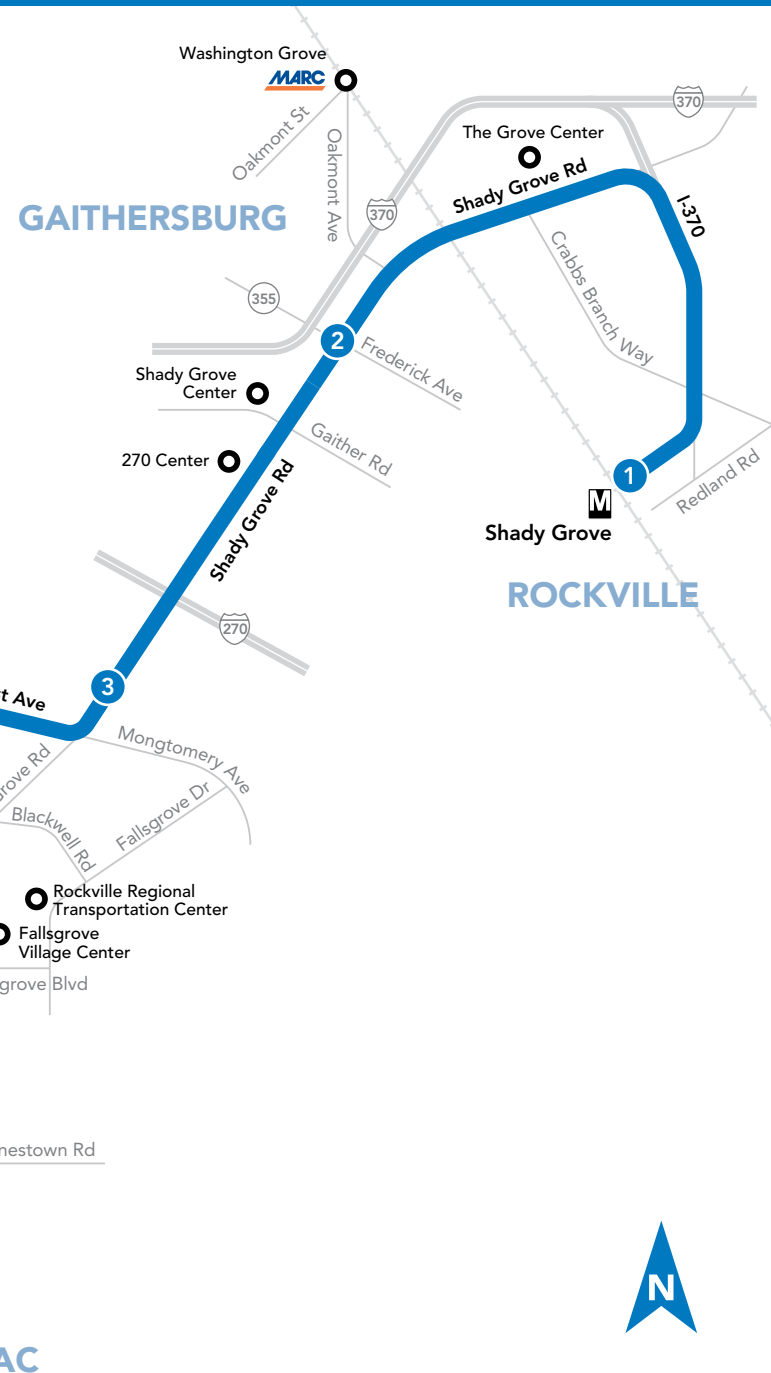 Washington Grove
MARC
Oakmont St
Oakmont Ave
370
The Grove Center
Shady Grove Rd
I-370
GAITHERSBURG
370
Crabbs Branch Way
355
2
Frederick Ave
Shady Grove
Center
Gaither Rd
270 Center
Shady Grove Rd
1
M
Redland Rd
Shady Grove
ROCKVILLE
270
3
t Ave
Mongtomery Ave
rove Rd
Fallsgrove Dr
Blackwell Rd
Rockville Regional
Transportation Center
Fallsgrove
Village Center
grove Blvd
nestown Rd
N
AC